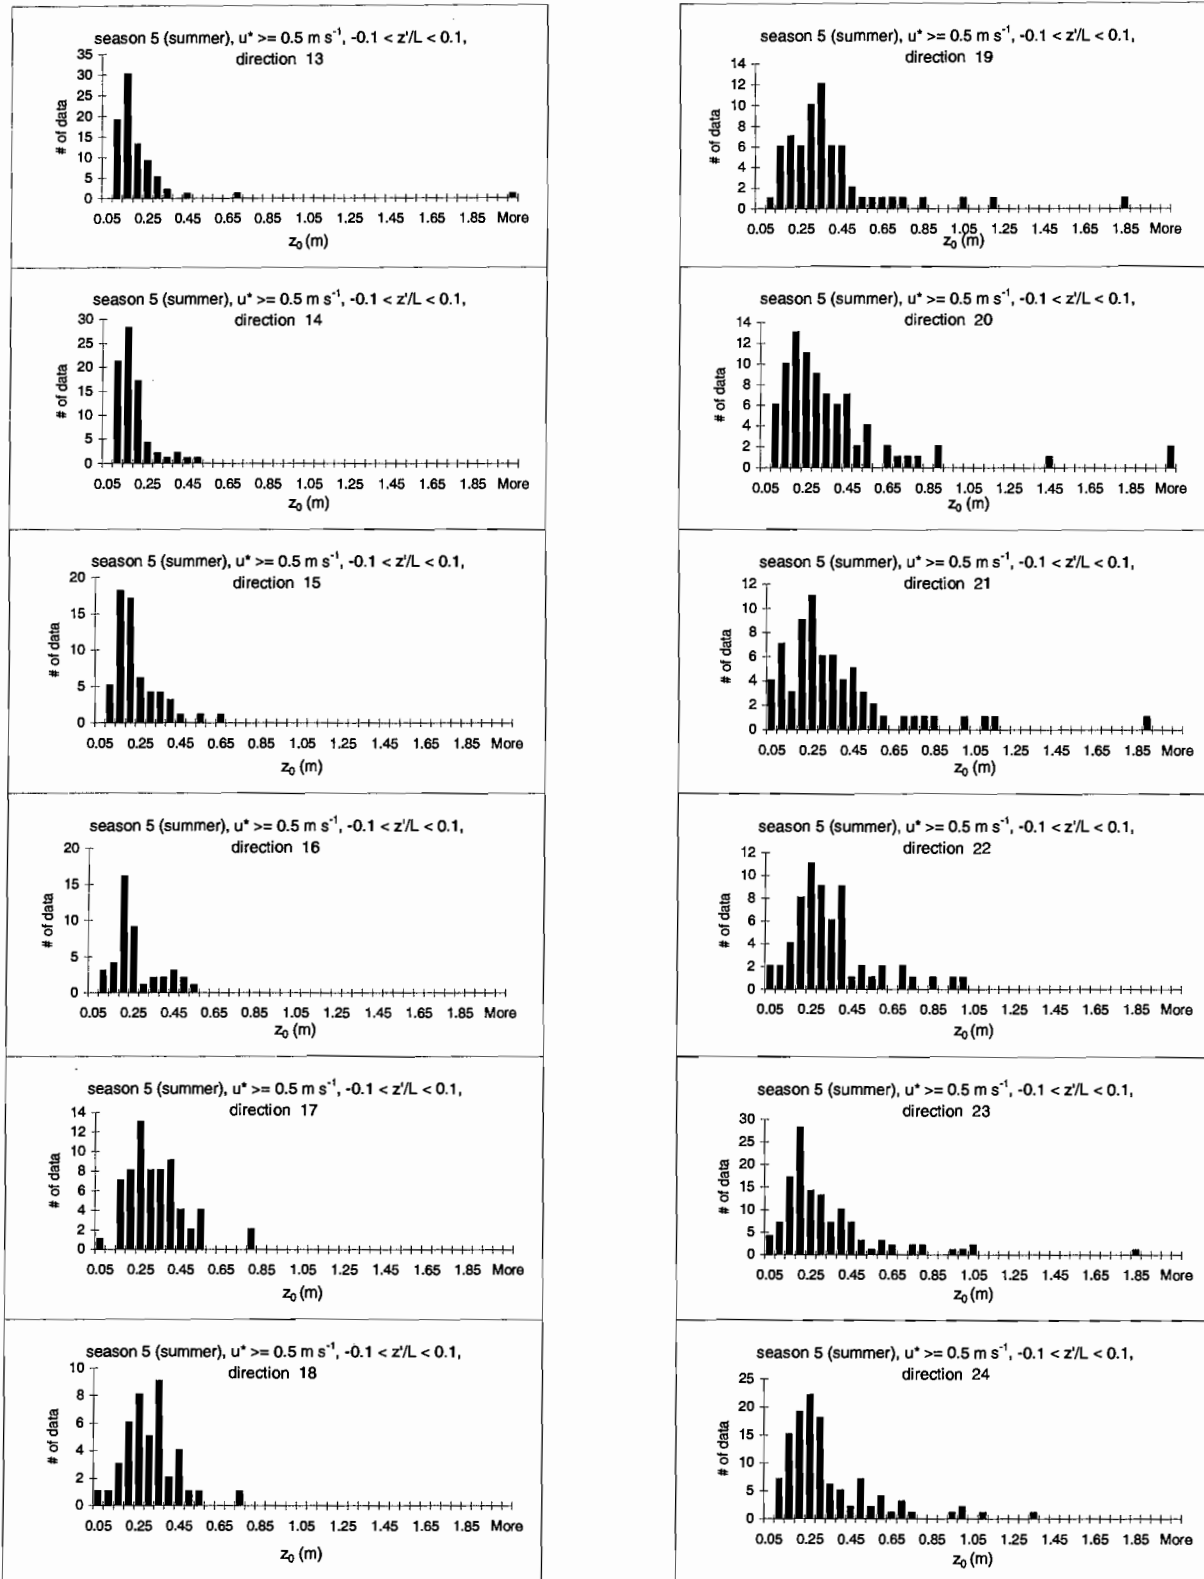 season 5 (summer), u* >= 0.5 m s⁻¹, -0.1 < z'/L < 0.1,
direction 13
# of data
35
30
25
20
15
10
5
0
0.05 0.25 0.45 0.65 0.85 1.05 1.25 1.45 1.65 1.85 More
z₀ (m)
season 5 (summer), u* >= 0.5 m s⁻¹, -0.1 < z'/L < 0.1,
direction 14
# of data
30
25
20
15
10
5
0
0.05 0.25 0.45 0.65 0.85 1.05 1.25 1.45 1.65 1.85 More
z₀ (m)
season 5 (summer), u* >= 0.5 m s⁻¹, -0.1 < z'/L < 0.1,
direction 15
# of data
20
15
10
5
0
0.05 0.25 0.45 0.65 0.85 1.05 1.25 1.45 1.65 1.85 More
z₀ (m)
season 5 (summer), u* >= 0.5 m s⁻¹, -0.1 < z'/L < 0.1,
direction 16
# of data
20
15
10
5
0
0.05 0.25 0.45 0.65 0.85 1.05 1.25 1.45 1.65 1.85 More
z₀ (m)
season 5 (summer), u* >= 0.5 m s⁻¹, -0.1 < z'/L < 0.1,
direction 17
# of data
14
12
10
8
6
4
2
0
0.05 0.25 0.45 0.65 0.85 1.05 1.25 1.45 1.65 1.85 More
z₀ (m)
season 5 (summer), u* >= 0.5 m s⁻¹, -0.1 < z'/L < 0.1,
direction 18
# of data
10
8
6
4
2
0
0.05 0.25 0.45 0.65 0.85 1.05 1.25 1.45 1.65 1.85 More
z₀ (m)
season 5 (summer), u* >= 0.5 m s⁻¹, -0.1 < z'/L < 0.1,
direction 19
# of data
14
12
10
8
6
4
2
0
0.05 0.25 0.45 0.65 0.85 1.05 1.25 1.45 1.65 1.85 More
z₀ (m)
season 5 (summer), u* >= 0.5 m s⁻¹, -0.1 < z'/L < 0.1,
direction 20
# of data
14
12
10
8
6
4
2
0
0.05 0.25 0.45 0.65 0.85 1.05 1.25 1.45 1.65 1.85 More
z₀ (m)
season 5 (summer), u* >= 0.5 m s⁻¹, -0.1 < z'/L < 0.1,
direction 21
# of data
12
10
8
6
4
2
0
0.05 0.25 0.45 0.65 0.85 1.05 1.25 1.45 1.65 1.85 More
z₀ (m)
season 5 (summer), u* >= 0.5 m s⁻¹, -0.1 < z'/L < 0.1,
direction 22
# of data
12
10
8
6
4
2
0
0.05 0.25 0.45 0.65 0.85 1.05 1.25 1.45 1.65 1.85 More
z₀ (m)
season 5 (summer), u* >= 0.5 m s⁻¹, -0.1 < z'/L < 0.1,
direction 23
# of data
30
25
20
15
10
5
0
0.05 0.25 0.45 0.65 0.85 1.05 1.25 1.45 1.65 1.85 More
z₀ (m)
season 5 (summer), u* >= 0.5 m s⁻¹, -0.1 < z'/L < 0.1,
direction 24
# of data
25
20
15
10
5
0
0.05 0.25 0.45 0.65 0.85 1.05 1.25 1.45 1.65 1.85 More
z₀ (m)